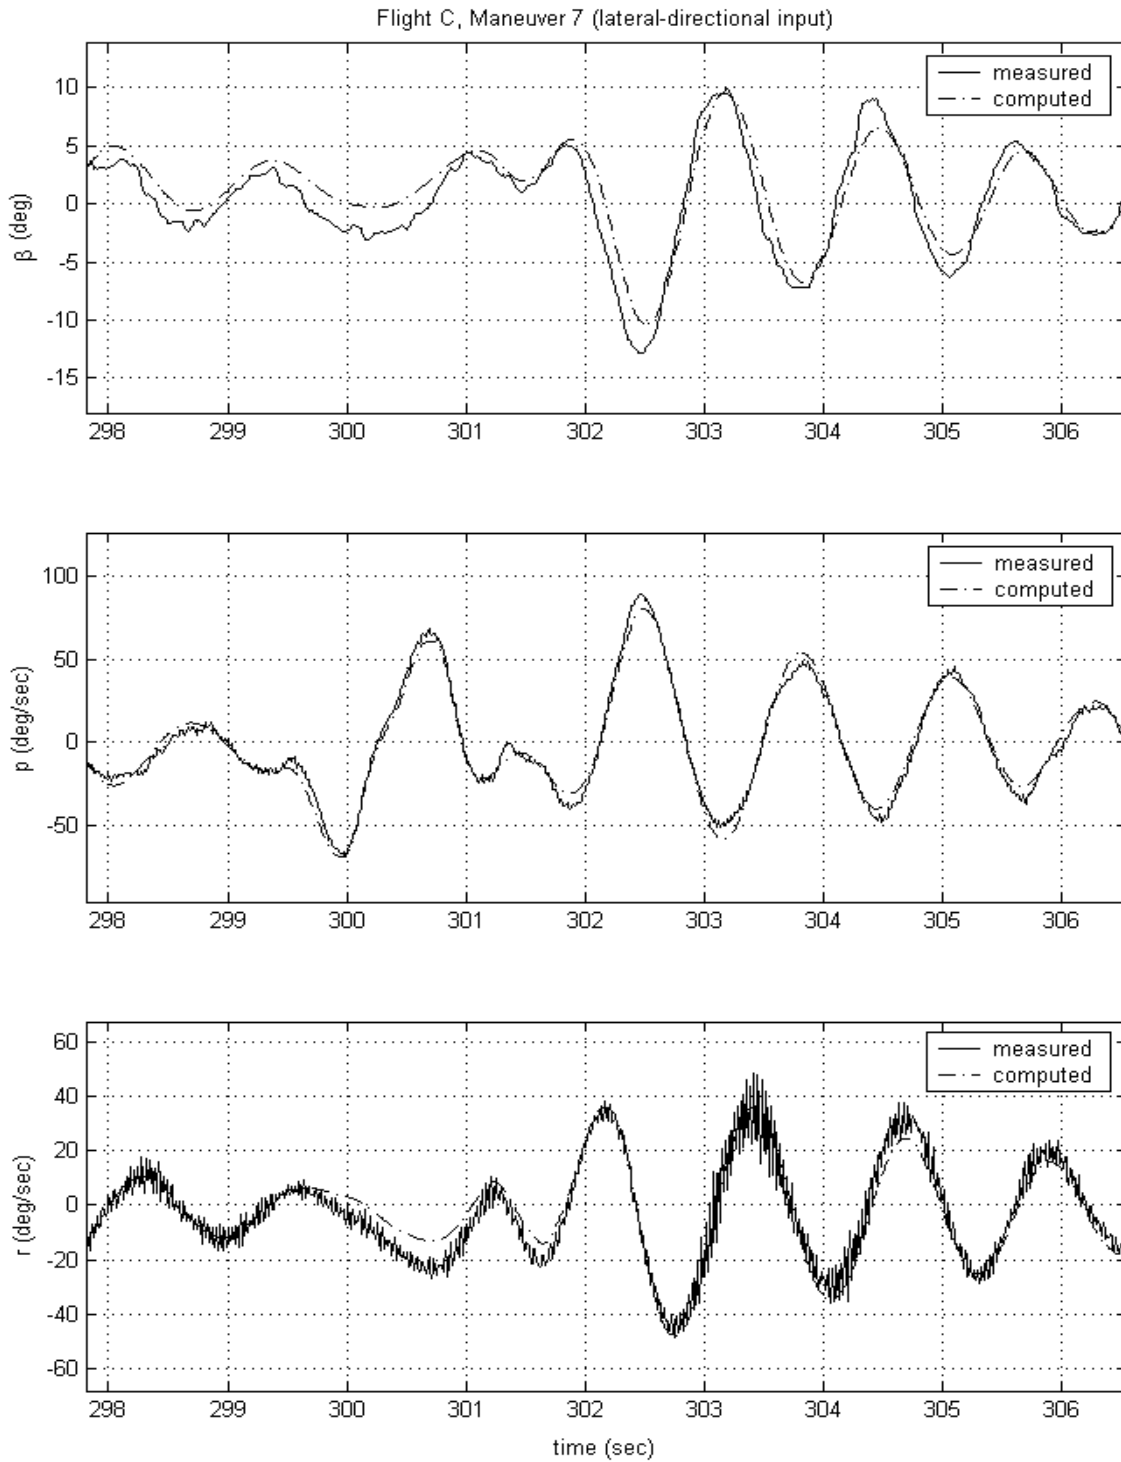 Flight C, Maneuver 7 (lateral-directional input)
measured
computed
10
5
0
-5
-10
-15
β (deg)
298 299 300 301 302 303 304 305 306
measured
computed
100
50
0
-50
p (deg/sec)
298 299 300 301 302 303 304 305 306
measured
computed
60
40
20
0
-20
-40
-60
r (deg/sec)
298 299 300 301 302 303 304 305 306
time (sec)